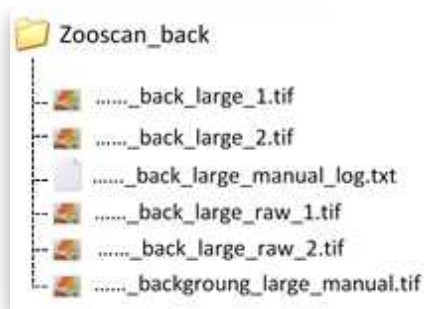 Zooscan_back
......_back_large_1.tif
......_back_large_2.tif
......_back_large_manual_log.txt
......_back_large_raw_1.tif
......_back_large_raw_2.tif
......_backgroung_large_manual.tif